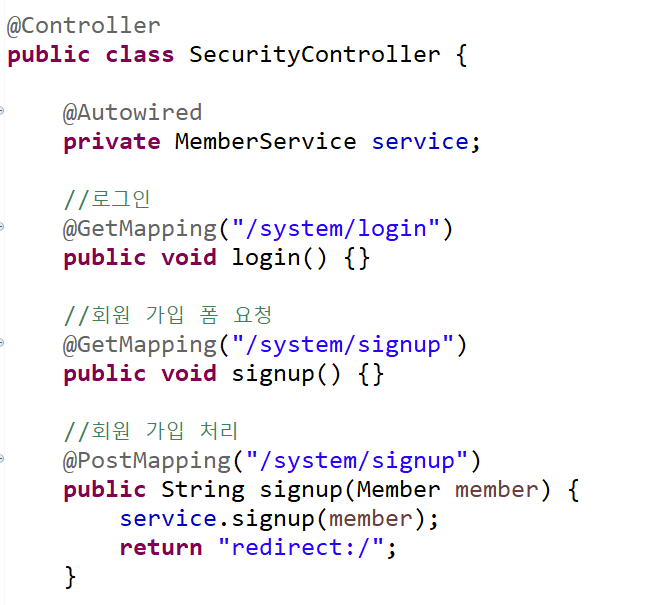 @Controller
public class SecurityController {
@Autowired
private MemberService service;
//로그인
@GetMapping("/system/login")
public void login() {}
//회원 가입 폼 요청
@GetMapping("/system/signup")
public void signup() {}
//회원 가입 처리
@PostMapping("/system/signup")
public String signup(Member member) {
service.signup(member);
return "redirect:/";
}